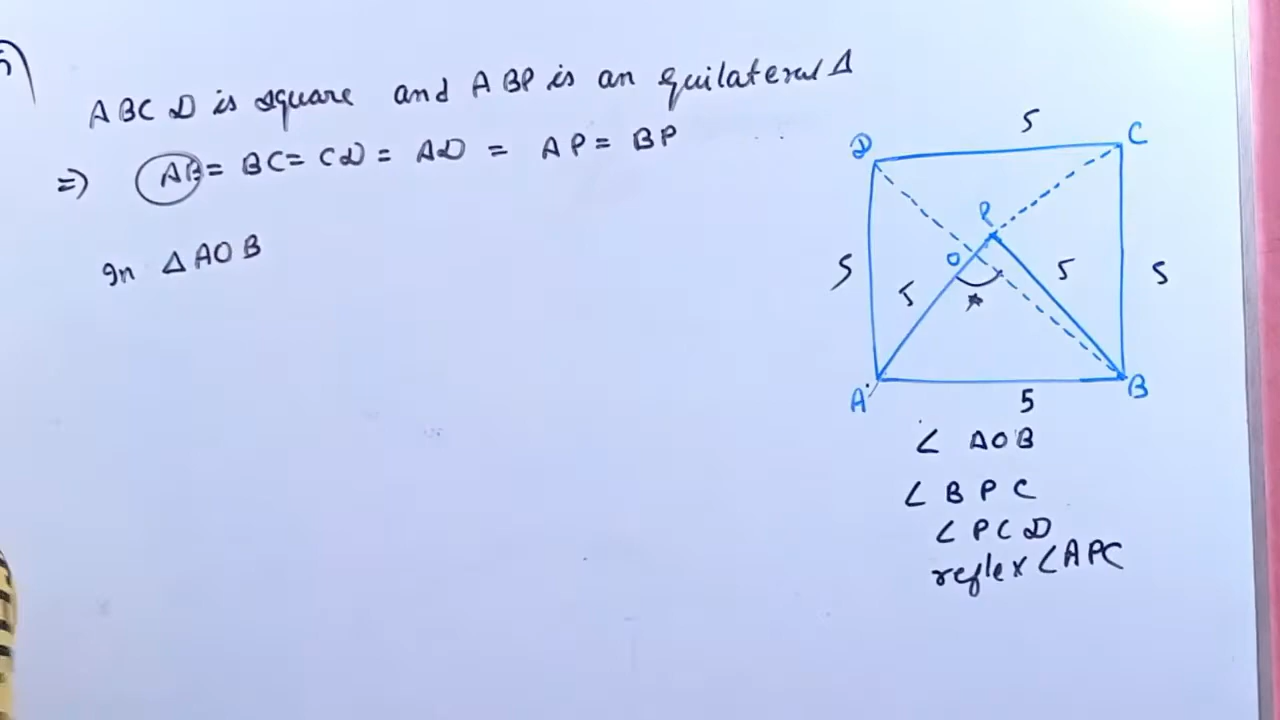 ABCD is square and ABP is an equilateral Δ
=) AB = BC = CD = AD = AP = BP
In Δ AOB
D
5
C
P
O
5
5
5
5
A
5
B
∠ AOB
∠ BPC
∠ PCD
reflex ∠APC